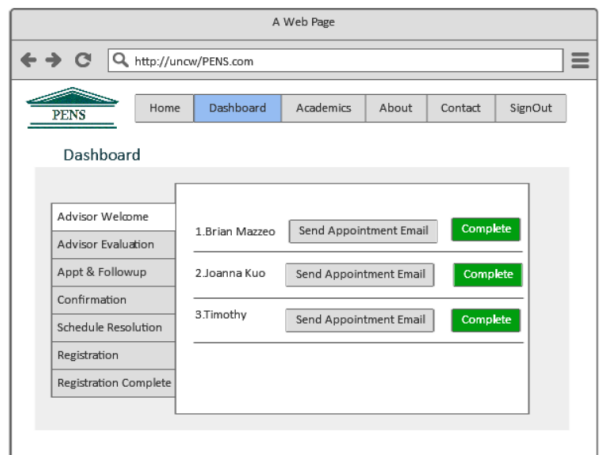 A Web Page
http://uncw/PENS.com
PENS
Home Dashboard Academics About Contact SignOut
Dashboard
Advisor Welcome
Advisor Evaluation
Appt & Followup
Confirmation
Schedule Resolution
Registration
Registration Complete
1.Brian Mazzeo Send Appointment Email Complete
2.Joanna Kuo Send Appointment Email Complete
3.Timothy Send Appointment Email Complete